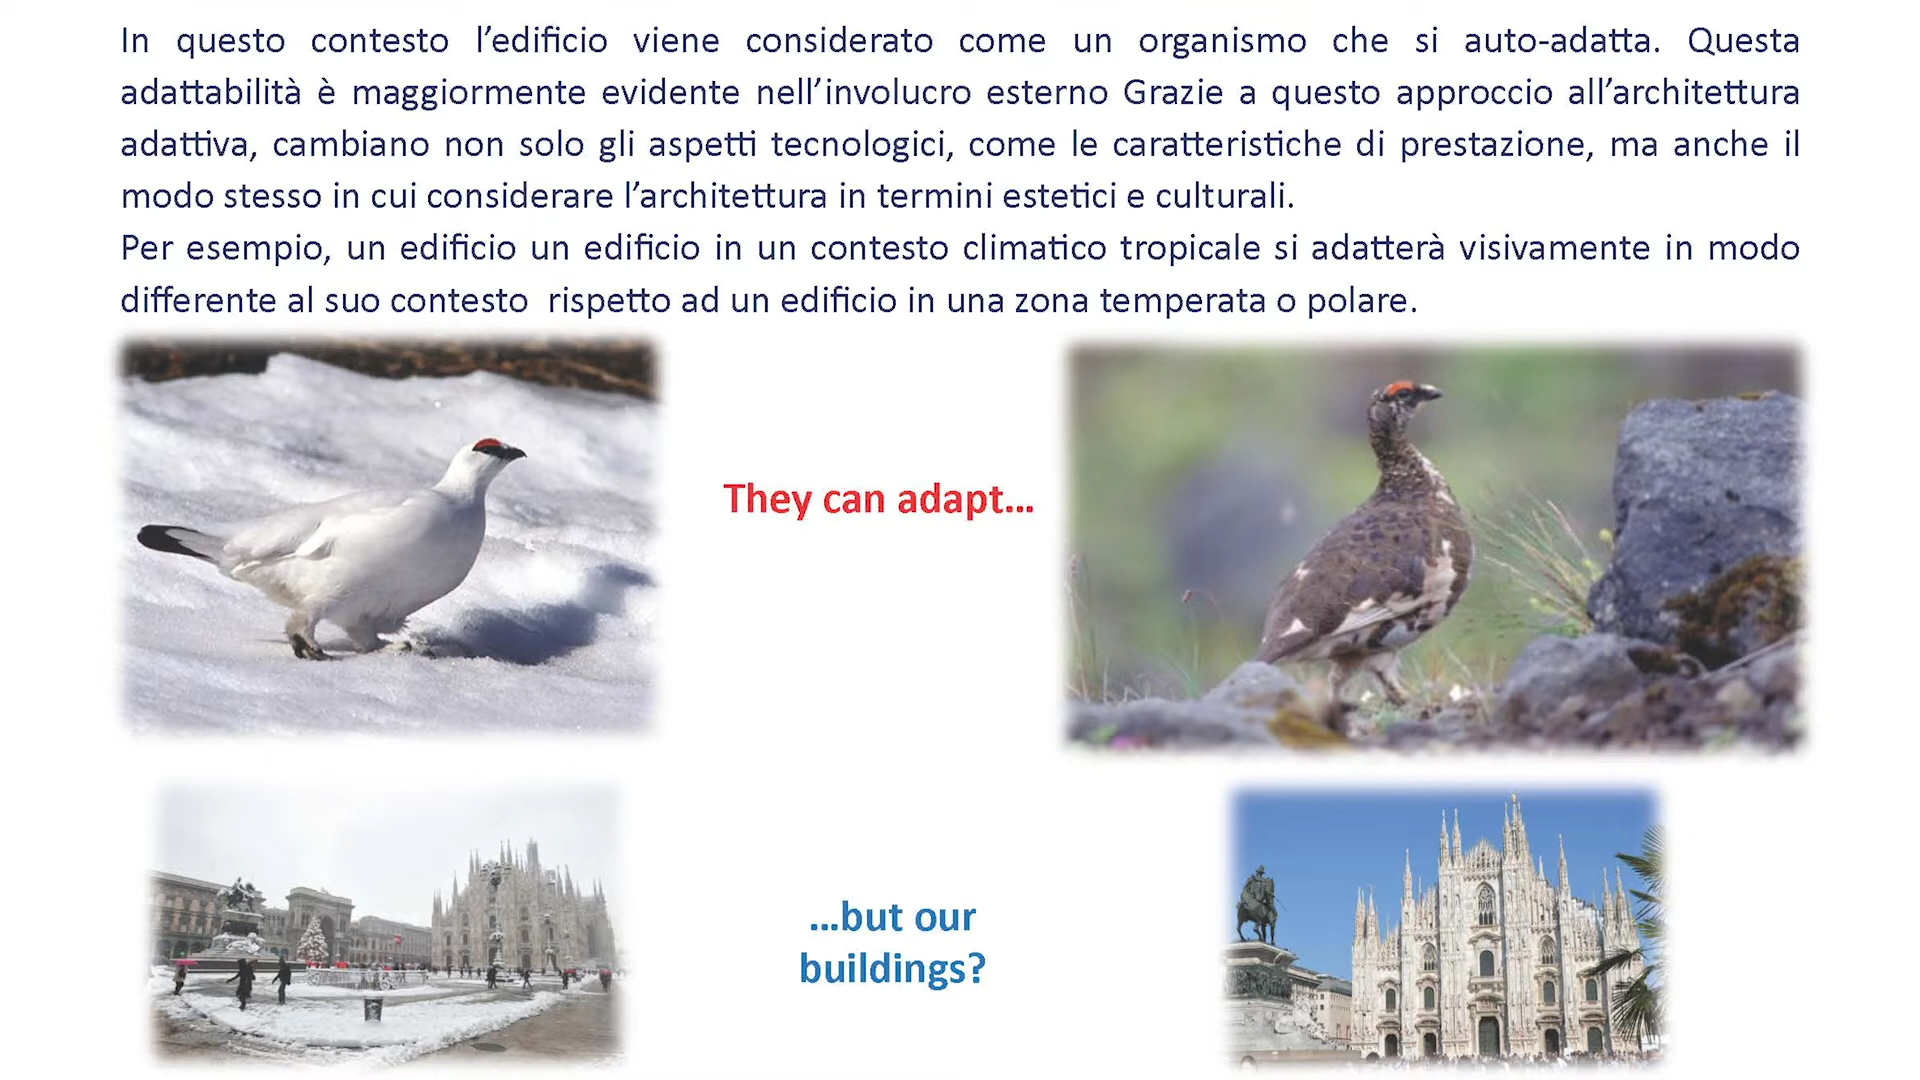 In questo contesto l’edificio viene considerato come un organismo che si auto-adatta. Questa
adattabilità è maggiormente evidente nell’involucro esterno Grazie a questo approccio all’architettura
adattiva, cambiano non solo gli aspetti tecnologici, come le caratteristiche di prestazione, ma anche il
modo stesso in cui considerare l’architettura in termini estetici e culturali.
Per esempio, un edificio un edificio in un contesto climatico tropicale si adatterà visivamente in modo
differente al suo contesto  rispetto ad un edificio in una zona temperata o polare.
They can adapt...
...but our
buildings?